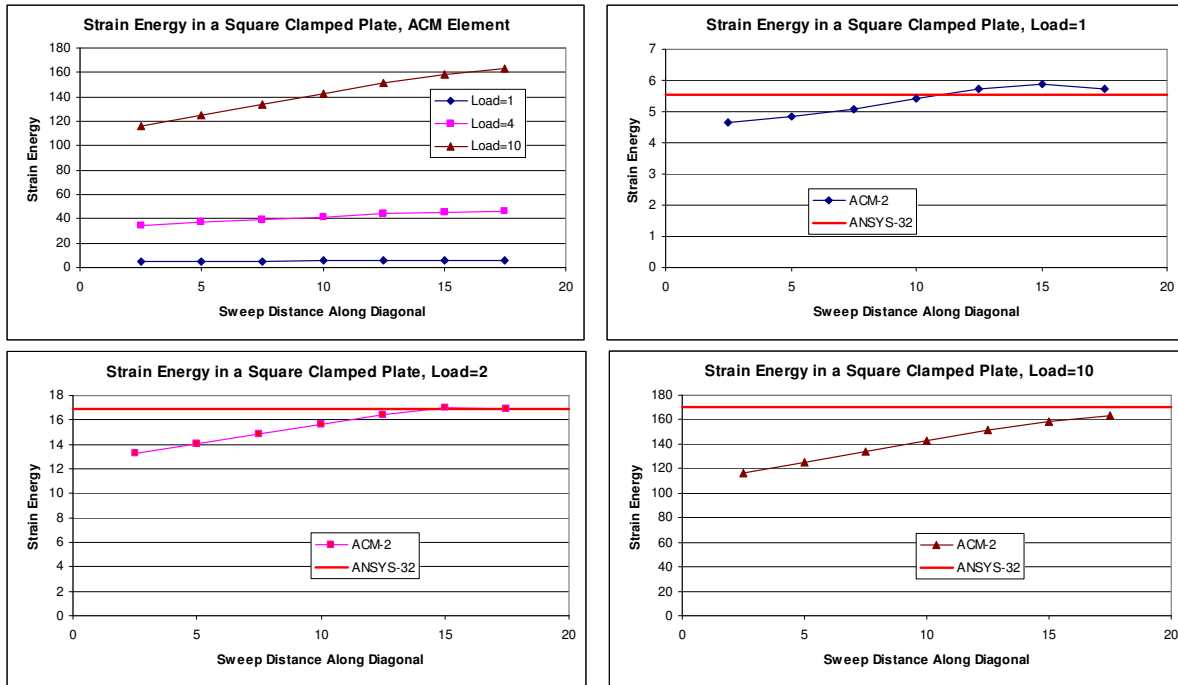 Strain Energy in a Square Clamped Plate, ACM Element
180
160
140
120
100
80
60
40
20
0
Strain Energy
Load=1
Load=4
Load=10
0 5 10 15 20
Sweep Distance Along Diagonal
Strain Energy in a Square Clamped Plate, Load=1
7
6
5
4
3
2
1
0
Strain Energy
ACM-2
ANSYS-32
0 5 10 15 20
Sweep Distance Along Diagonal
Strain Energy in a Square Clamped Plate, Load=2
18
16
14
12
10
8
6
4
2
0
Strain Energy
ACM-2
ANSYS-32
0 5 10 15 20
Sweep Distance Along Diagonal
Strain Energy in a Square Clamped Plate, Load=10
180
160
140
120
100
80
60
40
20
0
Strain Energy
ACM-2
ANSYS-32
0 5 10 15 20
Sweep Distance Along Diagonal